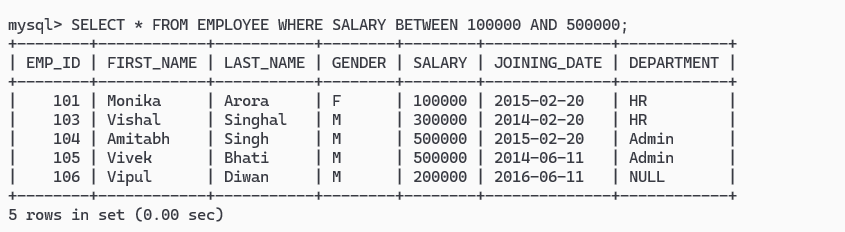 mysql> SELECT * FROM EMPLOYEE WHERE SALARY BETWEEN 100000 AND 500000;
+--------+------------+-----------+--------+--------+--------------+------------+
| EMP_ID | FIRST_NAME | LAST_NAME | GENDER | SALARY | JOINING_DATE | DEPARTMENT |
+--------+------------+-----------+--------+--------+--------------+------------+
|    101 | Monika     | Arora     | F      | 100000 | 2015-02-20   | HR         |
|    103 | Vishal     | Singhal   | M      | 300000 | 2014-02-20   | HR         |
|    104 | Amitabh    | Singh     | M      | 500000 | 2015-02-20   | Admin      |
|    105 | Vivek      | Bhati     | M      | 500000 | 2014-06-11   | Admin      |
|    106 | Vipul      | Diwan     | M      | 200000 | 2016-06-11   | NULL       |
+--------+------------+-----------+--------+--------+--------------+------------+
5 rows in set (0.00 sec)